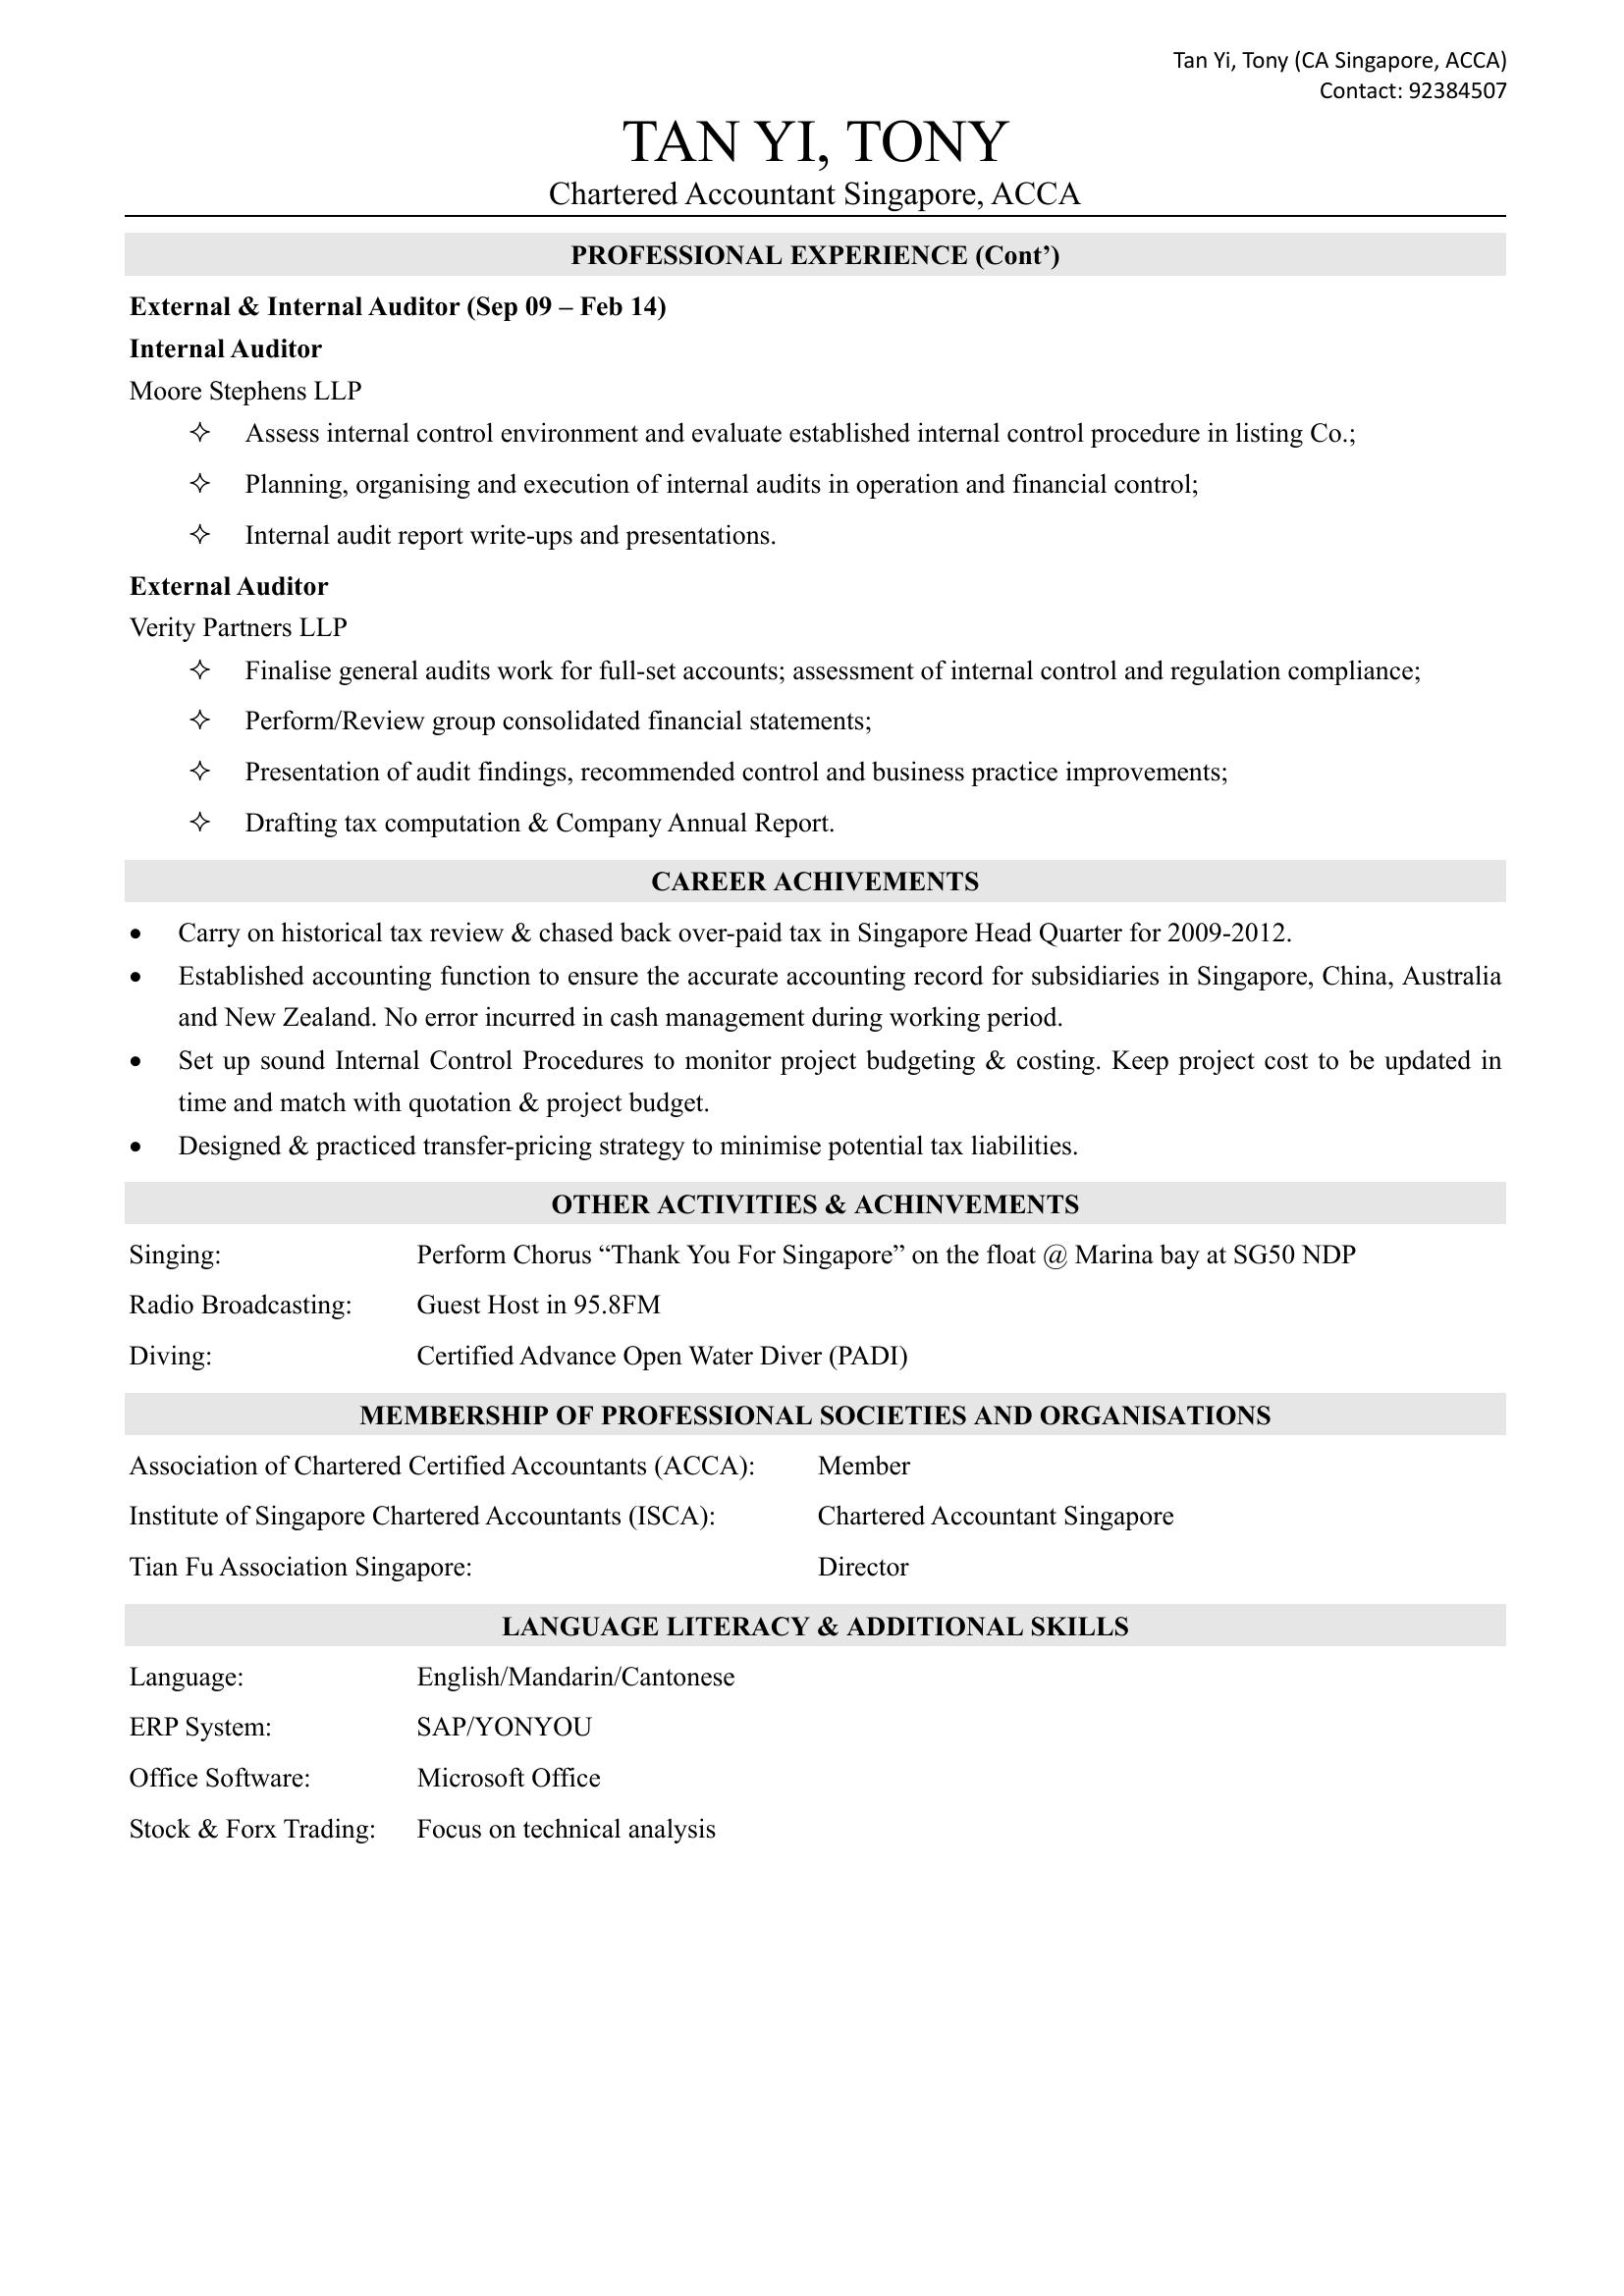 Tan Yi, Tony (CA Singapore, ACCA)
Contact: 92384507
TAN YI, TONY
Chartered Accountant Singapore, ACCA
PROFESSIONAL EXPERIENCE (Cont’)
External & Internal Auditor (Sep 09 – Feb 14)
Internal Auditor
Moore Stephens LLP
✧ Assess internal control environment and evaluate established internal control procedure in listing Co.;
✧ Planning, organising and execution of internal audits in operation and financial control;
✧ Internal audit report write-ups and presentations.
External Auditor
Verity Partners LLP
✧ Finalise general audits work for full-set accounts; assessment of internal control and regulation compliance;
✧ Perform/Review group consolidated financial statements;
✧ Presentation of audit findings, recommended control and business practice improvements;
✧ Drafting tax computation & Company Annual Report.
CAREER ACHIVEMENTS
• Carry on historical tax review & chased back over-paid tax in Singapore Head Quarter for 2009-2012.
• Established accounting function to ensure the accurate accounting record for subsidiaries in Singapore, China, Australia
and New Zealand. No error incurred in cash management during working period.
• Set up sound Internal Control Procedures to monitor project budgeting & costing. Keep project cost to be updated in
time and match with quotation & project budget.
• Designed & practiced transfer-pricing strategy to minimise potential tax liabilities.
OTHER ACTIVITIES & ACHINVEMENTS
Singing: Perform Chorus “Thank You For Singapore” on the float @ Marina bay at SG50 NDP
Radio Broadcasting: Guest Host in 95.8FM
Diving: Certified Advance Open Water Diver (PADI)
MEMBERSHIP OF PROFESSIONAL SOCIETIES AND ORGANISATIONS
Association of Chartered Certified Accountants (ACCA): Member
Institute of Singapore Chartered Accountants (ISCA): Chartered Accountant Singapore
Tian Fu Association Singapore: Director
LANGUAGE LITERACY & ADDITIONAL SKILLS
Language: English/Mandarin/Cantonese
ERP System: SAP/YONYOU
Office Software: Microsoft Office
Stock & Forx Trading: Focus on technical analysis